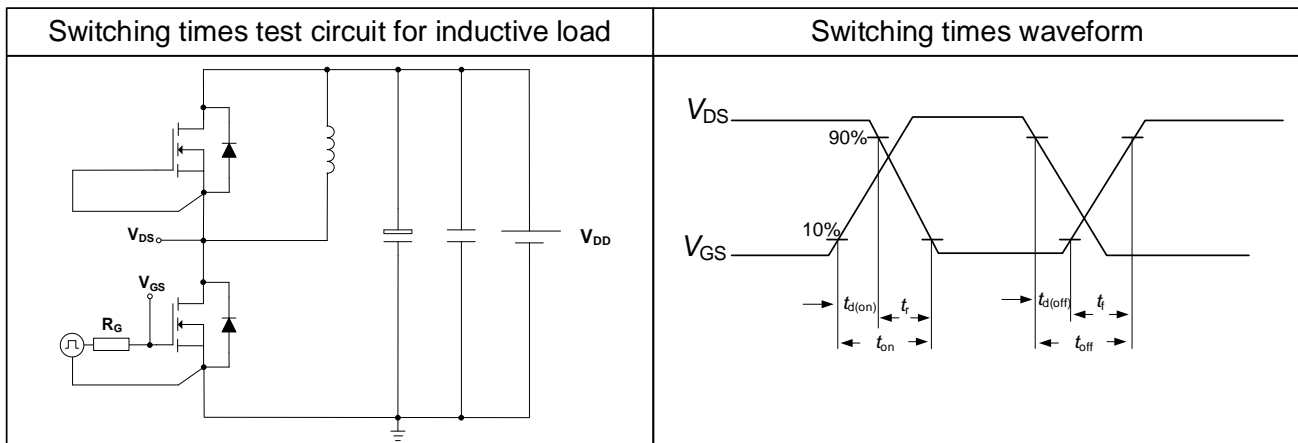 Switching times test circuit for inductive load
Switching times waveform
VDS
VDD
VGS
RG
VDS
90%
10%
VGS
td(on)
tr
td(off)
tf
ton
toff